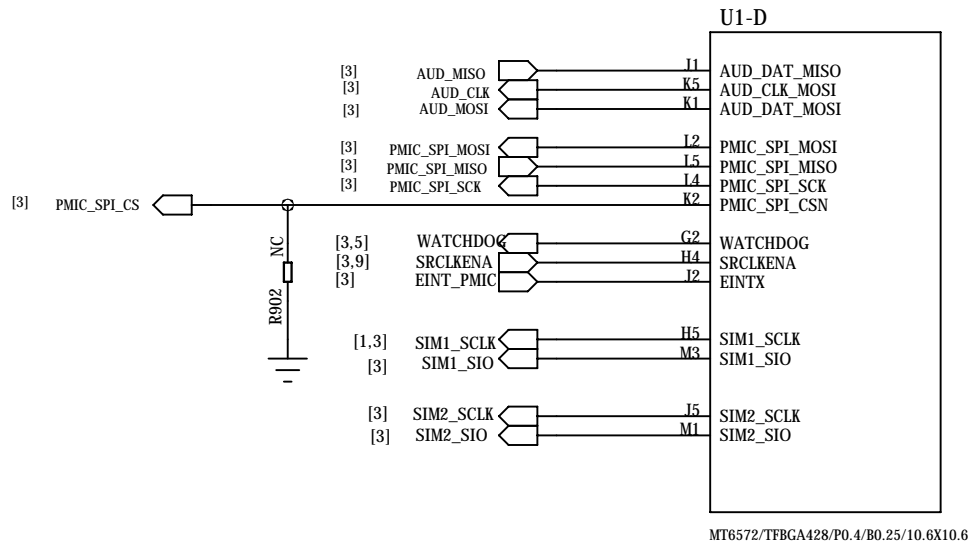 U1-D
[3] AUD_MISO J1 AUD_DAT_MISO
[3] AUD_CLK K5 AUD_CLK_MOSI
[3] AUD_MOSI K1 AUD_DAT_MOSI
[3] PMIC_SPI_MOSI L2 PMIC_SPI_MOSI
[3] PMIC_SPI_MISO L5 PMIC_SPI_MISO
[3] PMIC_SPI_SCK L4 PMIC_SPI_SCK
[3] PMIC_SPI_CS K2 PMIC_SPI_CSN
[3,5] WATCHDOG G2 WATCHDOG
[3,9] SRCLKENA H4 SRCLKENA
[3] EINT_PMIC J2 EINTX
NC
R902
[1,3] SIM1_SCLK H5 SIM1_SCLK
[3] SIM1_SIO M3 SIM1_SIO
[3] SIM2_SCLK J5 SIM2_SCLK
[3] SIM2_SIO M1 SIM2_SIO
MT6572/TFBGA428/P0.4/B0.25/10.6X10.6